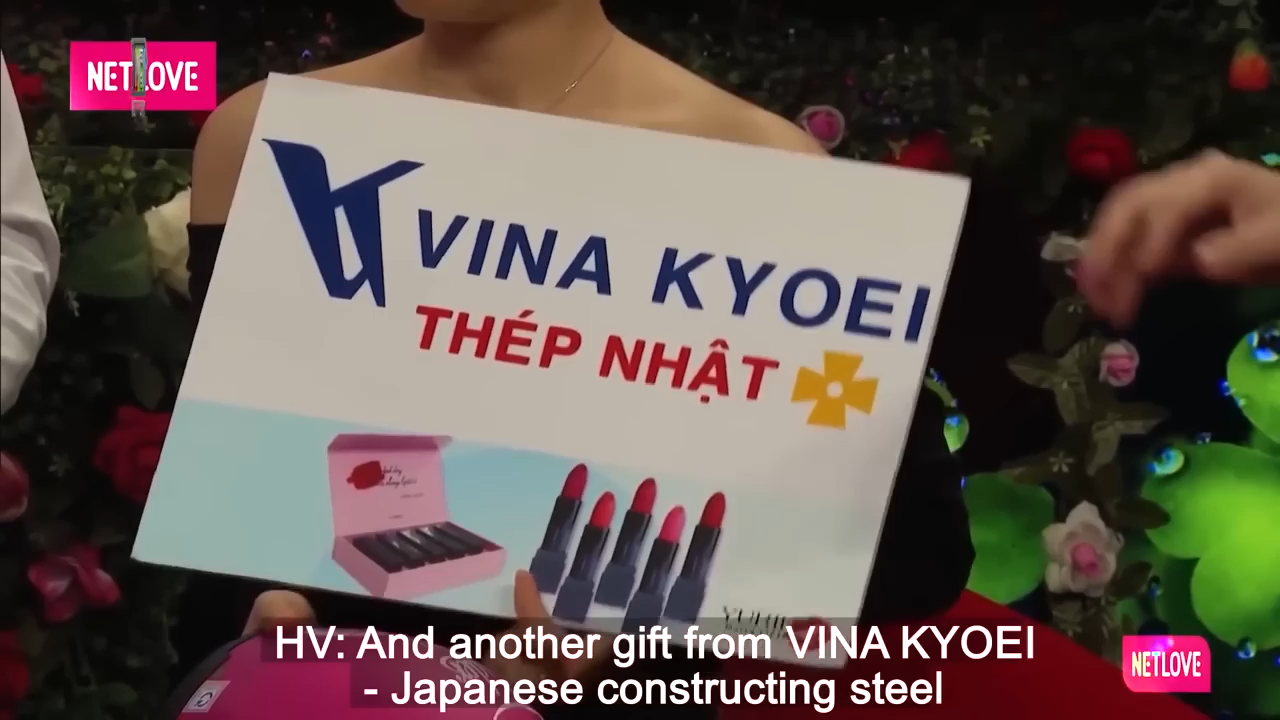 NETLOVE
VINA KYOEI
THÉP NHẬT
HV: And another gift from VINA KYOEI
- Japanese constructing steel
NETLOVE